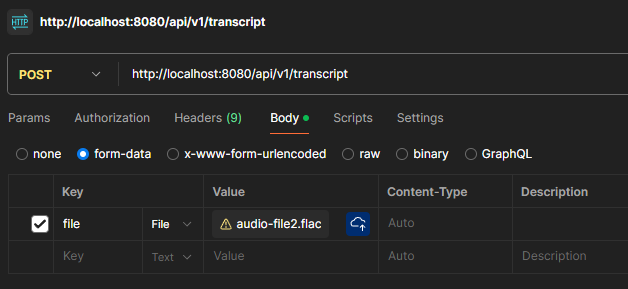 HTTP http://localhost:8080/api/v1/transcript
POST http://localhost:8080/api/v1/transcript
Params Authorization Headers (9) Body Scripts Settings
none form-data x-www-form-urlencoded raw binary GraphQL
Key Value Content-Type Description
file File audio-file2.flac Auto
Key Text Value Auto Description